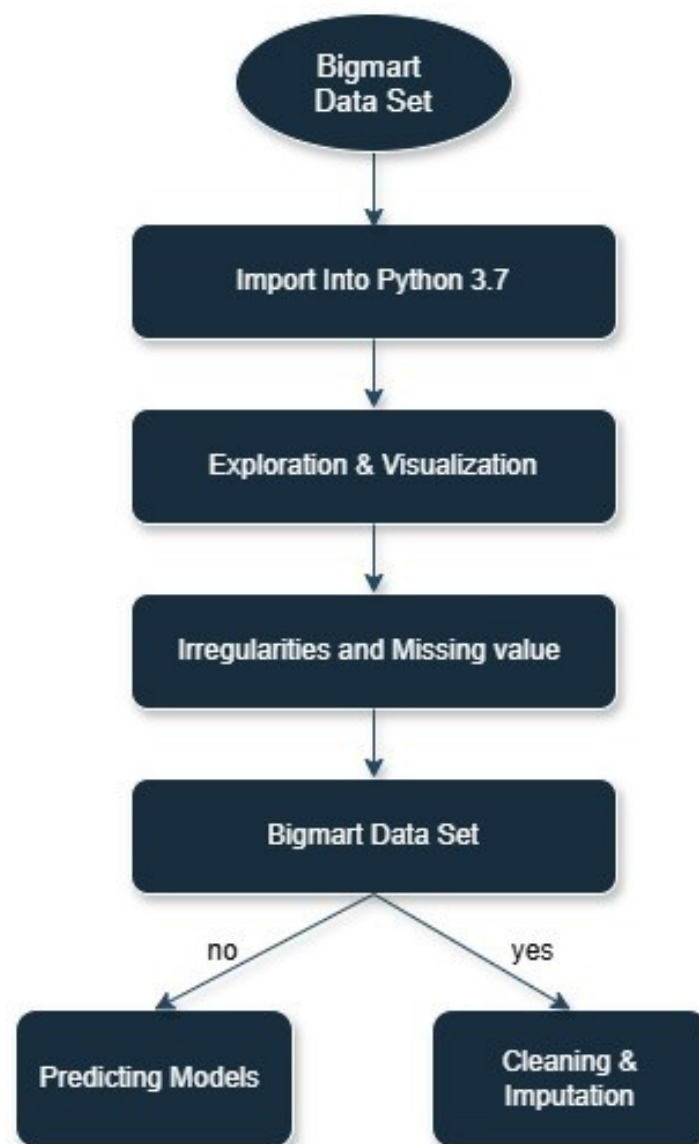 Bigmart
Data Set
Import Into Python 3.7
Exploration & Visualization
Irregularities and Missing value
Bigmart Data Set
no
yes
Predicting Models
Cleaning &
Imputation